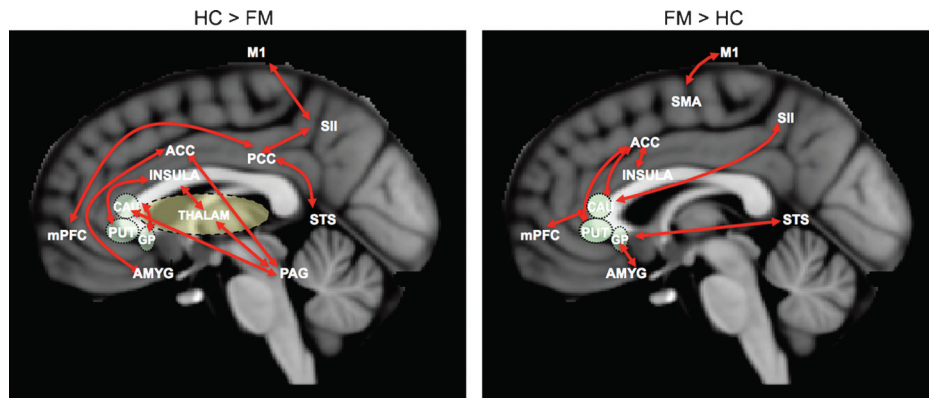 HC > FM
M1
SII
ACC
PCC
INSULA
CAU
THALAM
STS
mPFC
PUT
GP
AMYG
PAG
FM > HC
M1
SMA
SII
ACC
INSULA
CAU
STS
mPFC
PUT
GP
AMYG